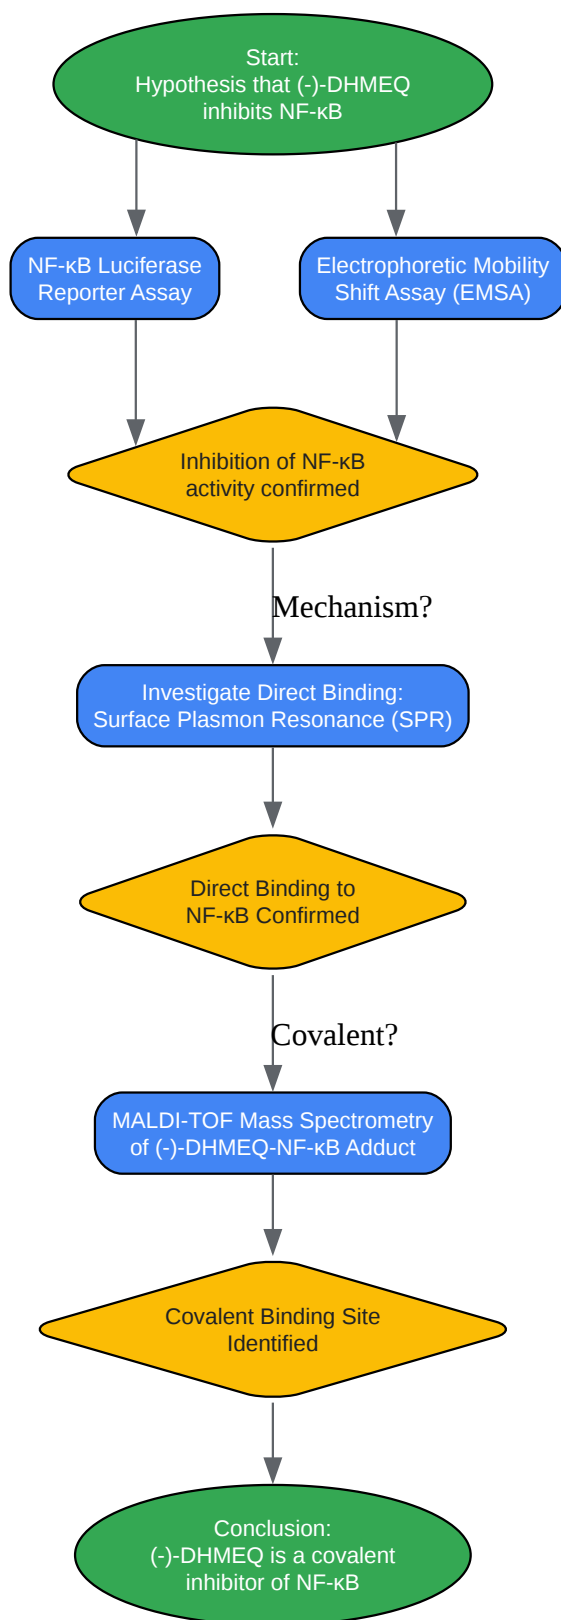 Start:
Hypothesis that (-)-DHMEQ
inhibits NF-κB
NF-κB Luciferase
Reporter Assay
Electrophoretic Mobility
Shift Assay (EMSA)
Inhibition of NF-κB
activity confirmed
Mechanism?
Investigate Direct Binding:
Surface Plasmon Resonance (SPR)
Direct Binding to
NF-κB Confirmed
Covalent?
MALDI-TOF Mass Spectrometry
of (-)-DHMEQ-NF-κB Adduct
Covalent Binding Site
Identified
Conclusion:
(-)-DHMEQ is a covalent
inhibitor of NF-κB